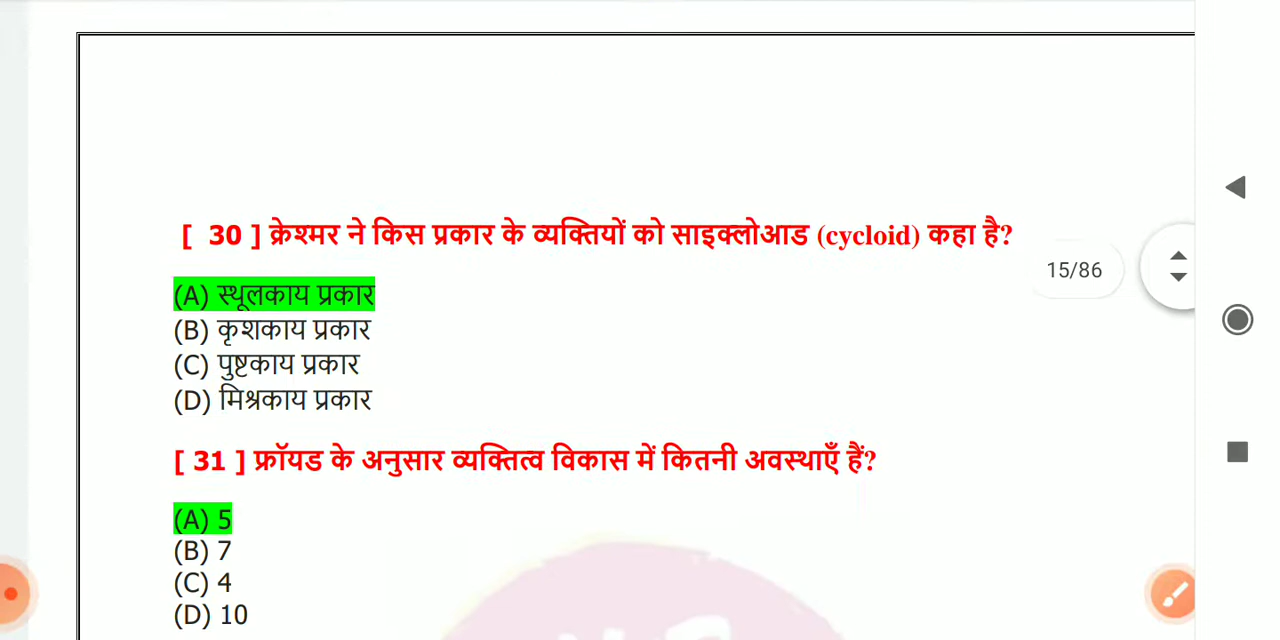 [ 30 ] क्रेश्मर ने किस प्रकार के व्यक्तियों को साइक्लोआड (cycloid) कहा है?
15/86
(A) स्थूलकाय प्रकार
(B) कृशकाय प्रकार
(C) पुष्टकाय प्रकार
(D) मिश्रकाय प्रकार
[ 31 ] फ्रॉयड के अनुसार व्यक्तित्व विकास में कितनी अवस्थाएँ हैं?
(A) 5
(B) 7
(C) 4
(D) 10